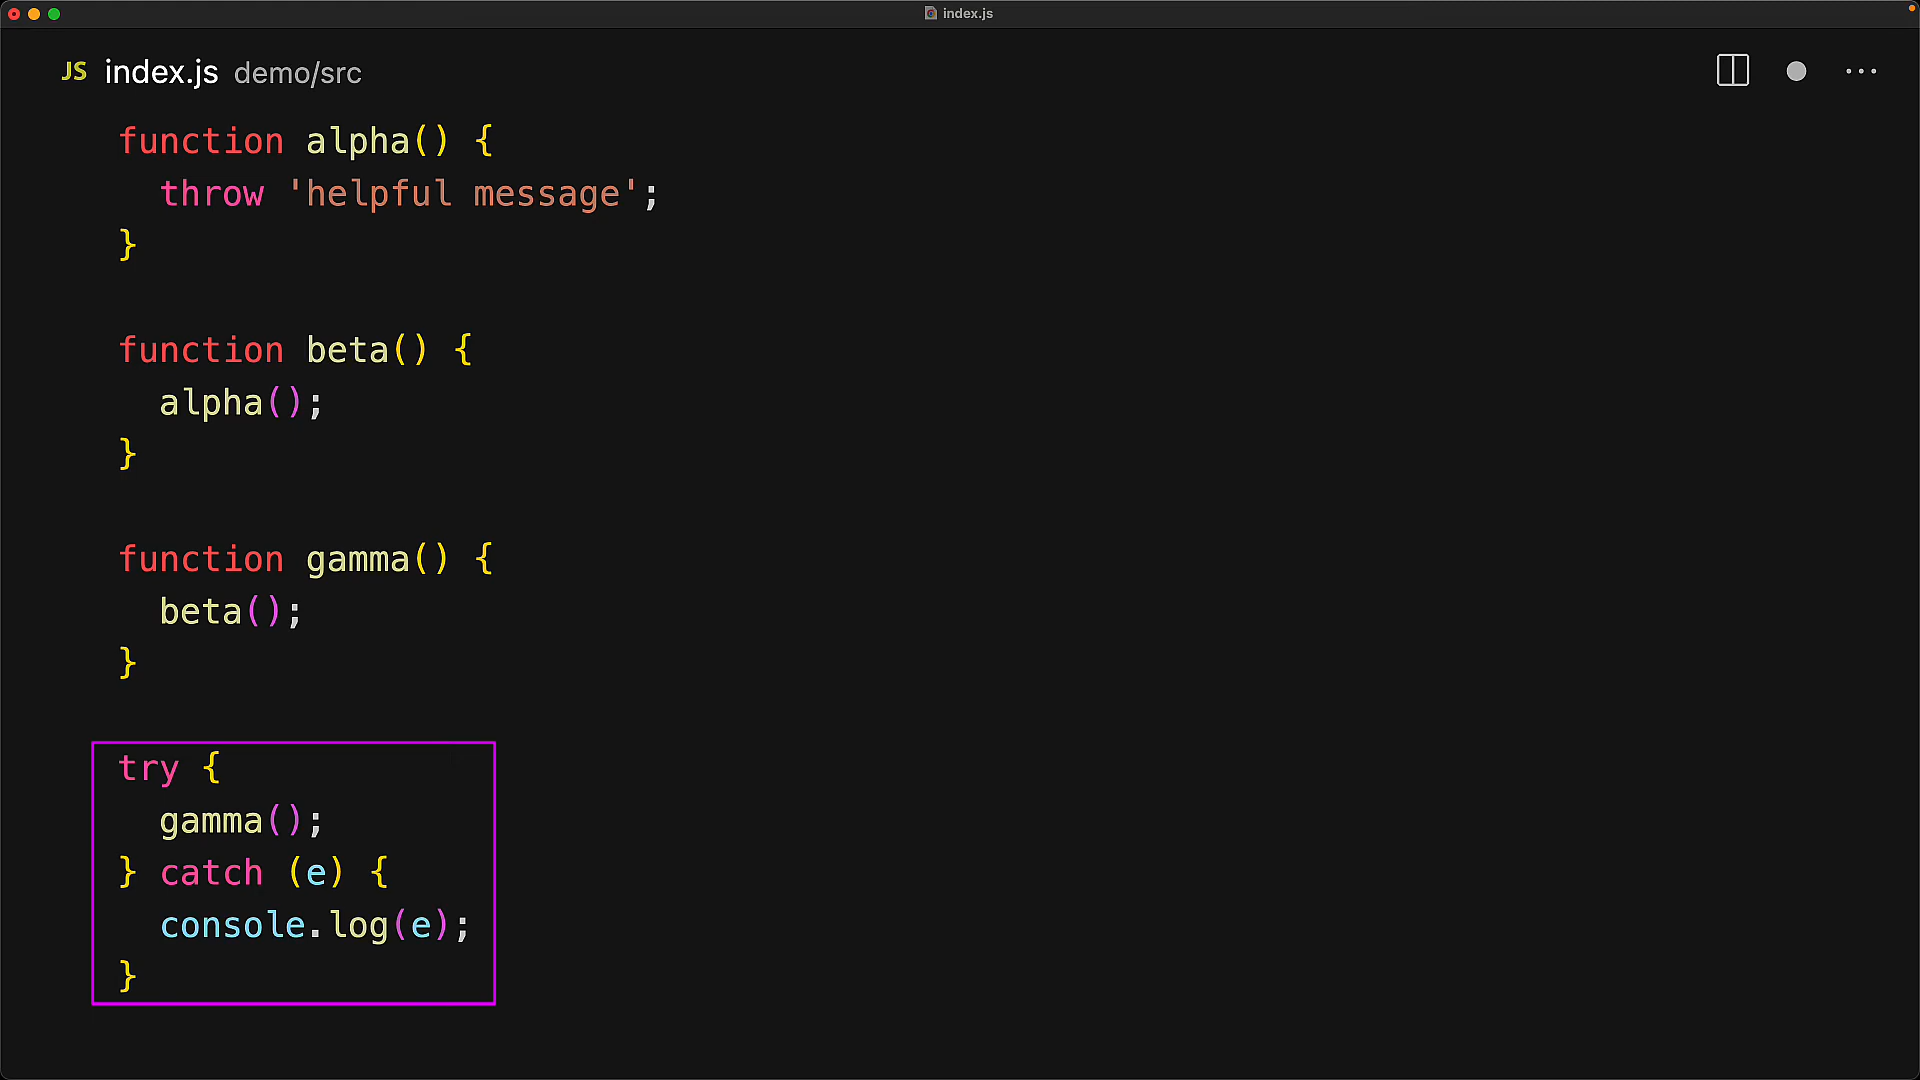 index.js
JS index.js demo/src
function alpha() {
  throw 'helpful message';
}
function beta() {
  alpha();
}
function gamma() {
  beta();
}
try {
  gamma();
} catch (e) {
  console.log(e);
}